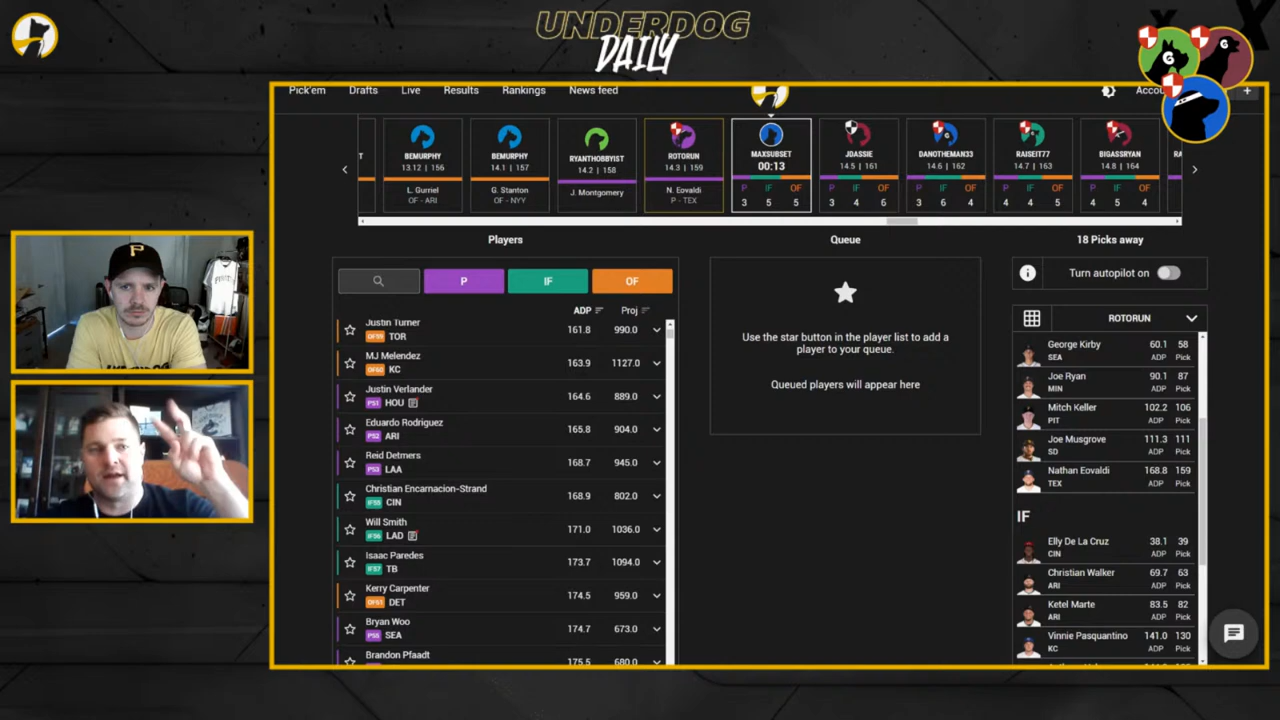 UNDERDOG
DAILY
Pick'em Drafts Live Results Rankings News feed
BEMURPHY
13.12 | 156
L. Gurriel
OF - ARI
BEMURPHY
14.1 | 157
G. Stanton
OF - NYY
RYANTHOBBYIST
14.2 | 158
J. Montgomery
ROTORUN
14.3 | 159
N. Eovaldi
P - TEX
MAXSUBSET
00:13
P IF OF
3 5 5
JDASSIE
14.5 | 161
P IF OF
3 4 6
DANOTHEMAN33
14.6 | 162
P IF OF
3 6 4
RAISEIT77
14.7 | 163
P IF OF
4 4 5
BIGASSRYAN
14.8 | 164
P IF OF
4 5 4
Players
P IF OF
ADP Proj
Justin Turner
OF59 TOR 161.8 990.0
MJ Melendez
OF60 KC 163.9 1127.0
Justin Verlander
PS1 HOU 164.6 889.0
Eduardo Rodriguez
PS2 ARI 165.8 904.0
Reid Detmers
PS3 LAA 168.7 945.0
Christian Encarnacion-Strand
IF55 CIN 168.9 802.0
Will Smith
IF56 LAD 171.0 1036.0
Isaac Paredes
IF57 TB 173.7 1094.0
Kerry Carpenter
OF61 DET 174.5 959.0
Bryan Woo
SEA 174.7 673.0
Brandon Pfaadt 175.5 680.0
Queue
Use the star button in the player list to add a
player to your queue.
Queued players will appear here
18 Picks away
Turn autopilot on
ROTORUN
George Kirby 60.1 58
SEA ADP Pick
Joe Ryan 90.1 87
MIN ADP Pick
Mitch Keller 102.2 106
PIT ADP Pick
Joe Musgrove 111.3 111
SD ADP Pick
Nathan Eovaldi 168.8 159
TEX ADP Pick
IF
Elly De La Cruz 38.1 39
CIN ADP Pick
Christian Walker 69.7 63
ARI ADP Pick
Ketel Marte 83.5 82
ARI ADP Pick
Vinnie Pasquantino 141.0 130
KC ADP Pick